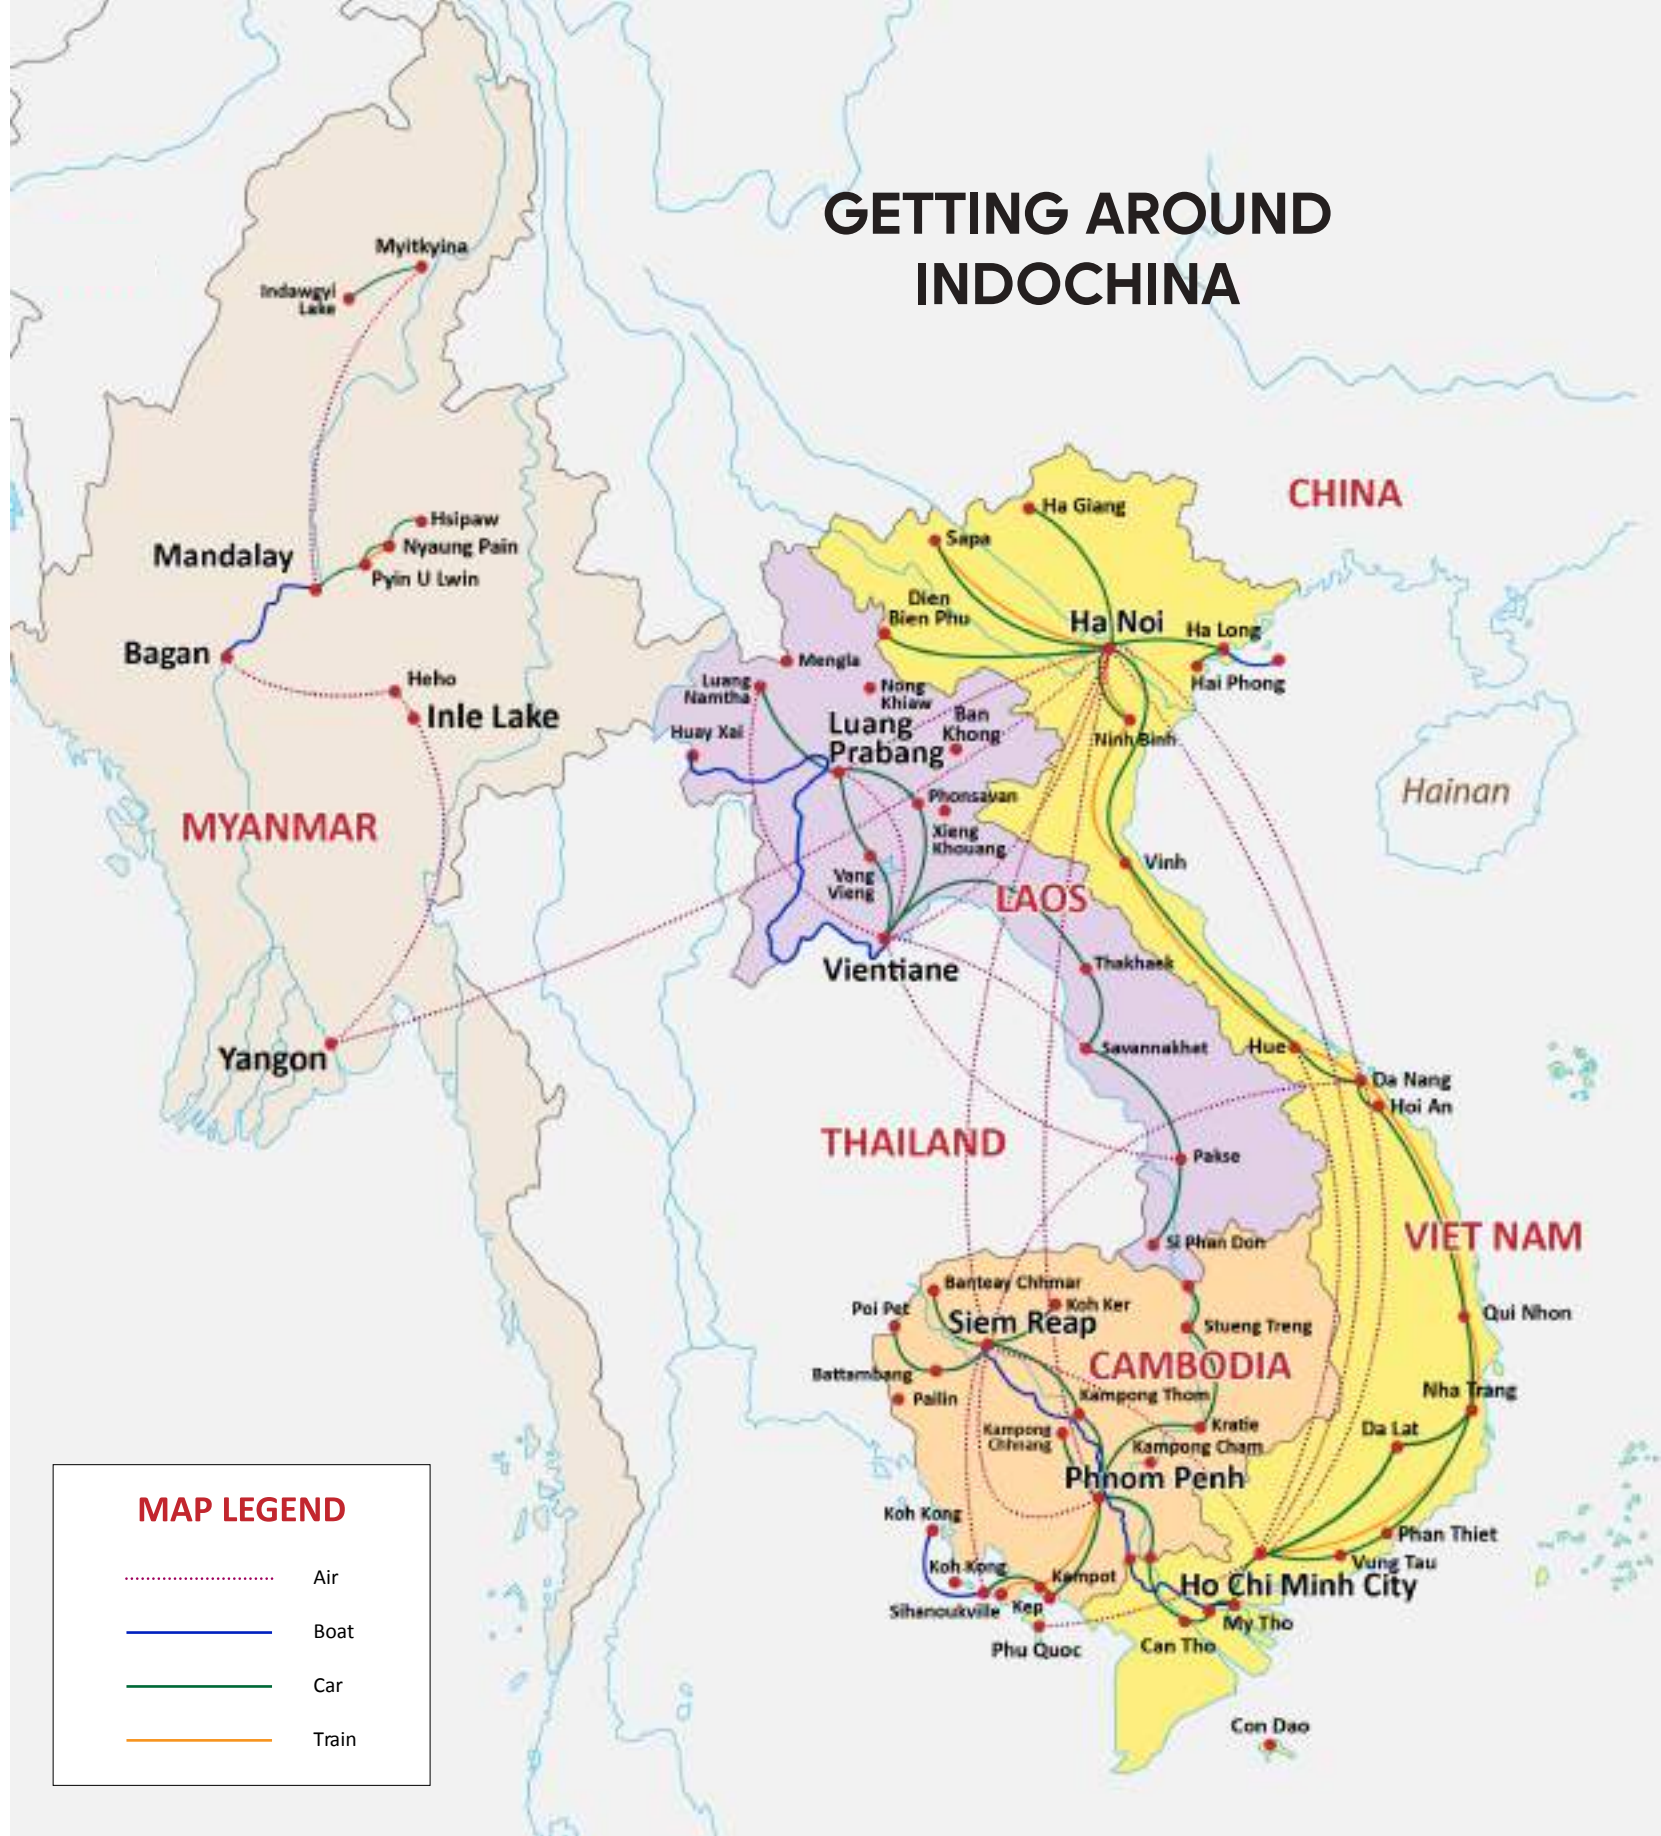 GETTING AROUND
INDOCHINA
Myitkyina
Indawgyi
Lake
CHINA
Ha Giang
Hsipaw
Sapa
Mandalay
Nyaung Pain
Pyin U Lwin
Dien
Bien Phu
Ha Noi
Ha Long
Bagan
Mengla
Heho
Luang
Namtha
Nong
Khiaw
Hai Phong
Inle Lake
Luang
Prabang
Ban
Khong
Huay Xai
Ninh Binh
Hainan
Phonsavan
MYANMAR
Xieng
Khouang
Vinh
Vang
Vieng
LAOS
Vientiane
Thakhaek
Yangon
Savannakhet
Hue
Da Nang
Hoi An
THAILAND
Pakse
VIET NAM
Si Phan Don
Banteay Chhmar
Poi Pet
Koh Ker
Siem Reap
Stueng Treng
Qui Nhon
CAMBODIA
Battambang
Pailin
Kampong Thom
Nha Trang
Kampong
Chhnang
Kratie
Da Lat
Kampong Cham
Phnom Penh
Koh Kong
Phan Thiet
Koh Kong
Kampot
Vung Tau
Ho Chi Minh City
Sihanoukville
Kep
My Tho
Phu Quoc
Can Tho
Con Dao
MAP LEGEND
Air
Boat
Car
Train